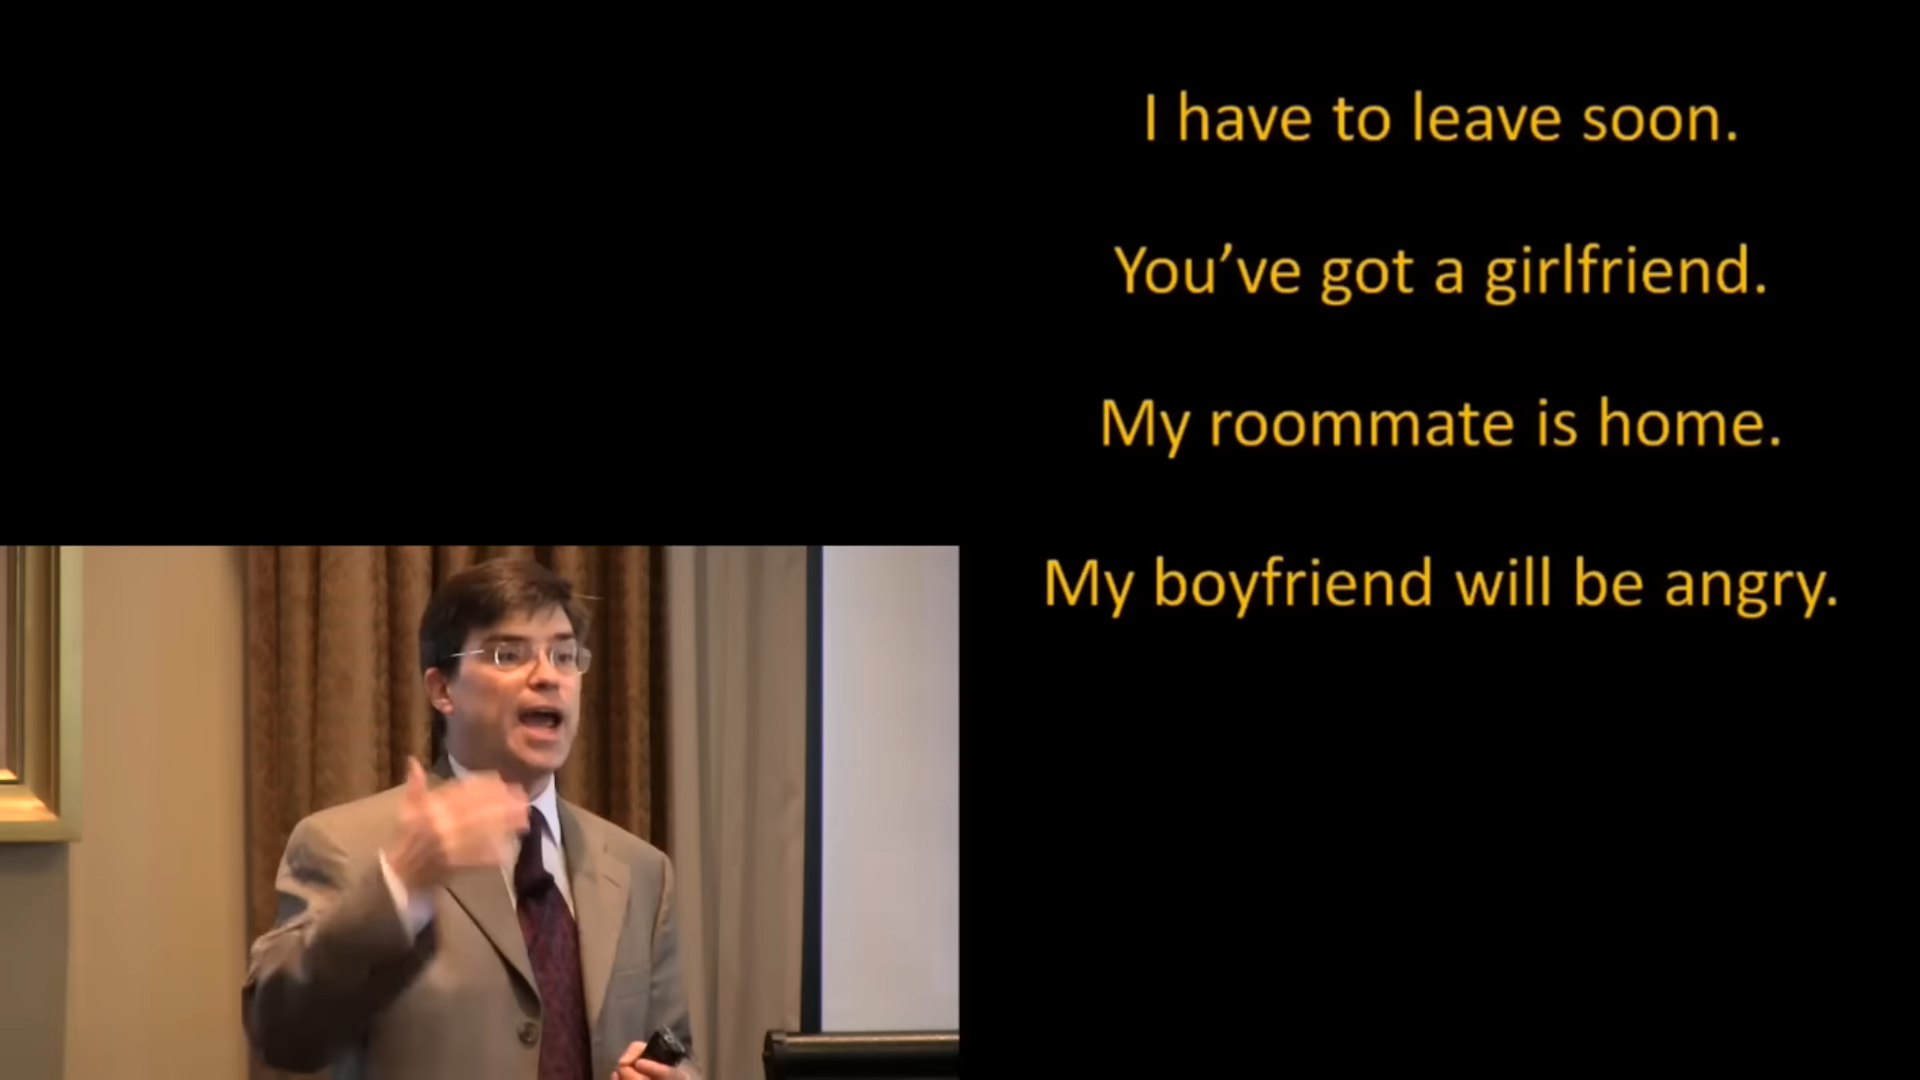 I have to leave soon.
You’ve got a girlfriend.
My roommate is home.
My boyfriend will be angry.